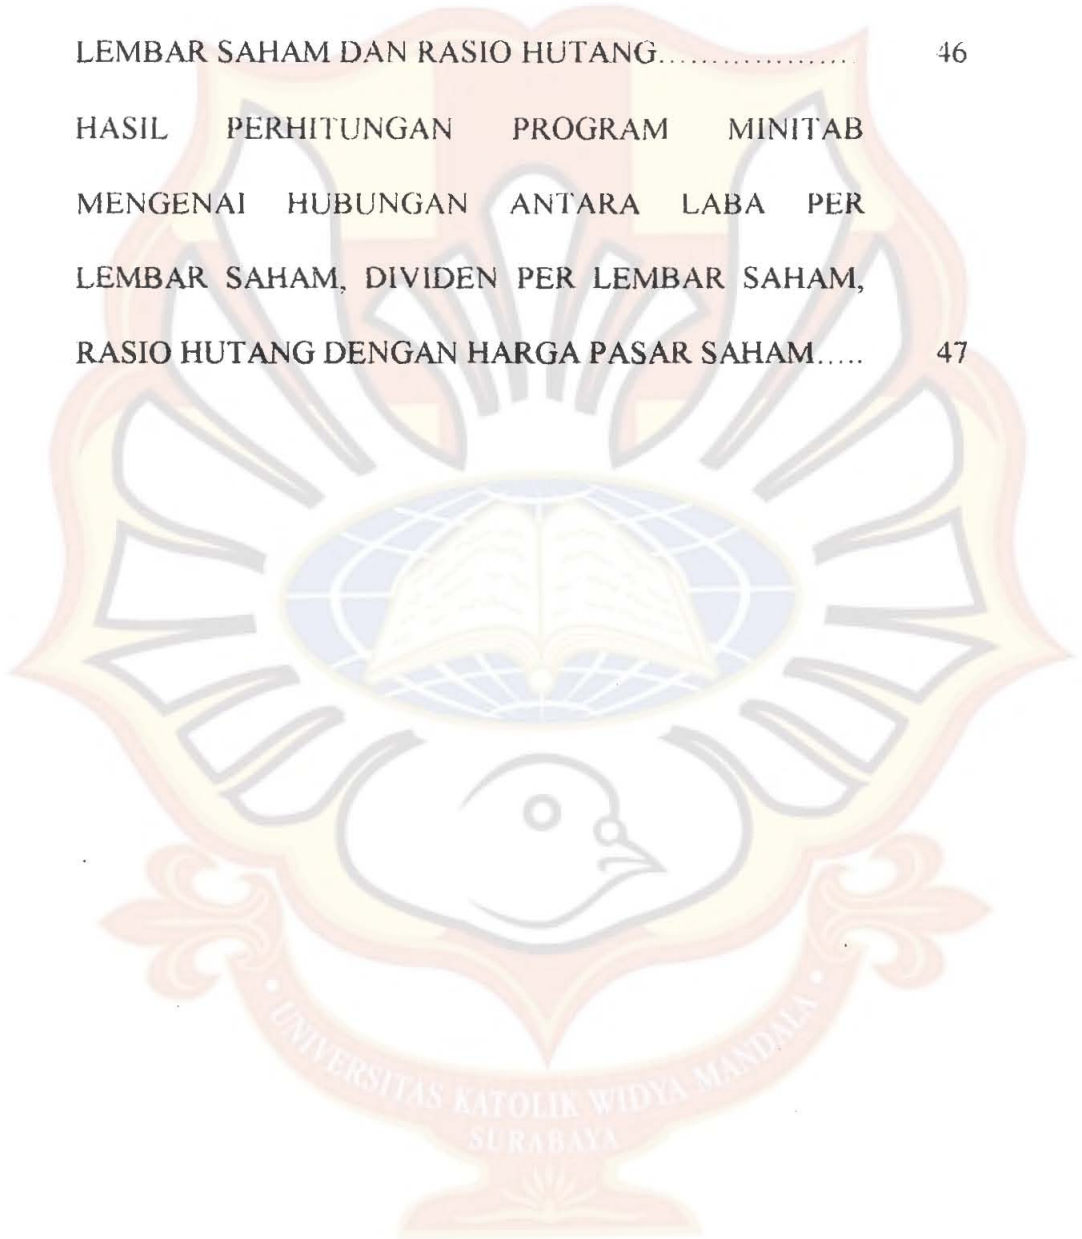 LEMBAR SAHAM DAN RASIO HUTANG................... 46
HASIL PERHITUNGAN PROGRAM MINITAB
MENGENAI HUBUNGAN ANTARA LABA PER
LEMBAR SAHAM, DIVIDEN PER LEMBAR SAHAM,
RASIO HUTANG DENGAN HARGA PASAR SAHAM..... 47
UNIVERSITAS KATOLIK WIDYA MANDALA
SURABAYA